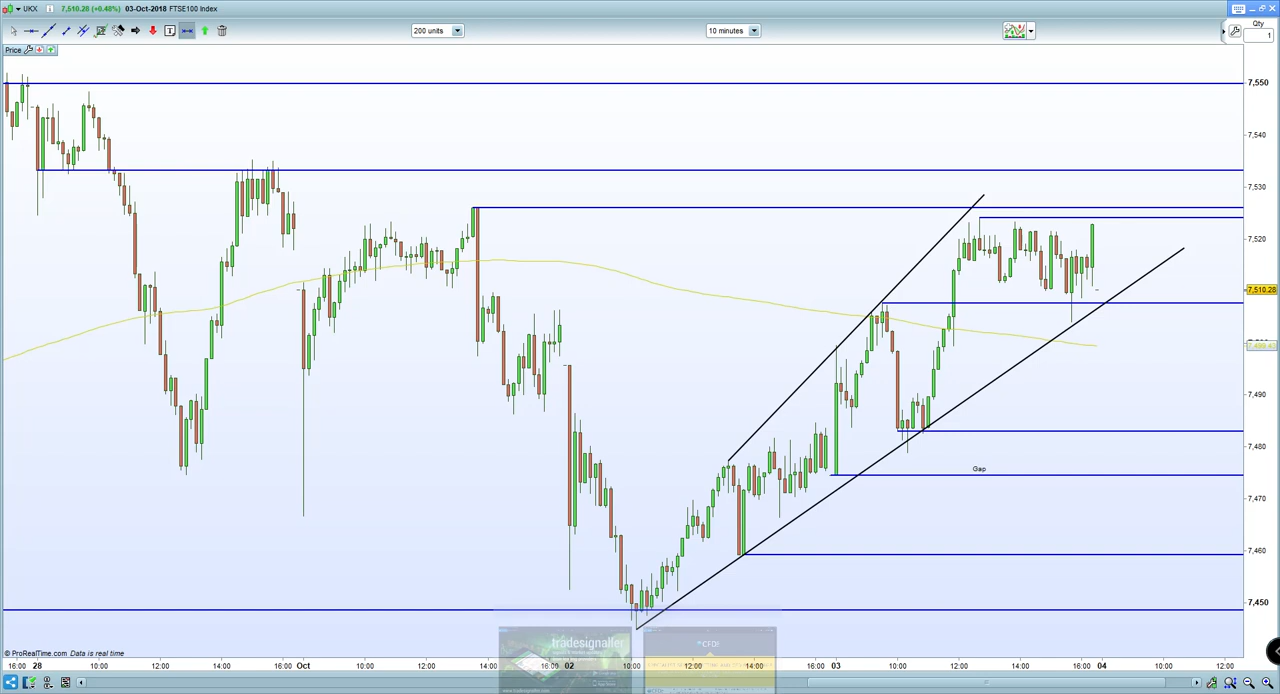 UKX 7,510.28 (+0.48%) 03-Oct-2018 FTSE100 Index
Qty
200 units
10 minutes
1
Price
7,550
7,540
7,530
7,520
7,510.28
7,499.43
7,490
7,480
Gap
7,470
7,460
7,450
tradesignaller
CFD!
© ProRealTime.com Data is real time
16:00 28 10:00 12:00 14:00 16:00 Oct 10:00 12:00 14:00 16:00 02 10:00 12:00 14:00 16:00 03 10:00 12:00 14:00 16:00 04 10:00 12:00